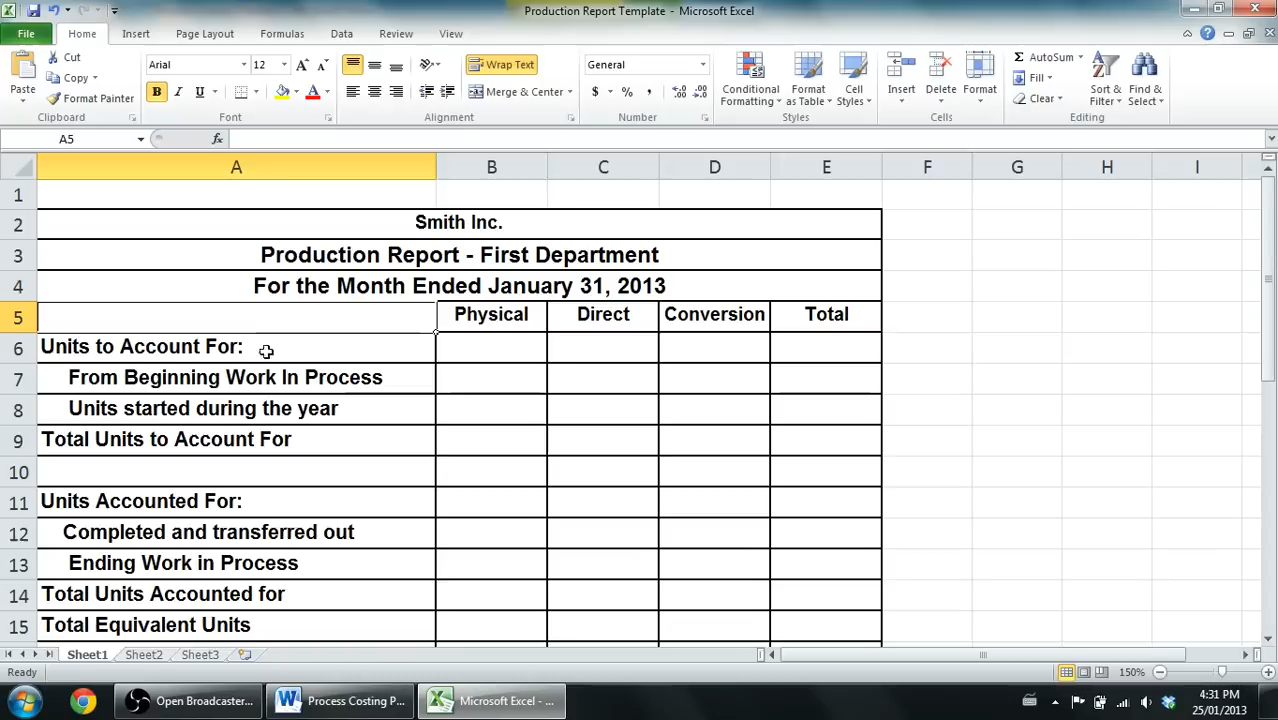 Production Report Template - Microsoft Excel
File Home Insert Page Layout Formulas Data Review View
Cut
Copy
Format Painter
Paste
Clipboard
Arial 12
B I U A
Font
Wrap Text
Merge & Center
Alignment
General
$ % ,
Number
Conditional Formatting
Format as Table
Cell Styles
Styles
Insert Delete Format
Cells
Σ AutoSum
Fill
Clear
Sort & Filter
Find & Select
Editing
A5 fx
A B C D E F G H I
1
2 Smith Inc.
3 Production Report - First Department
4 For the Month Ended January 31, 2013
5 Physical Direct Conversion Total
6 Units to Account For:
7 From Beginning Work In Process
8 Units started during the year
9 Total Units to Account For
10
11 Units Accounted For:
12 Completed and transferred out
13 Ending Work in Process
14 Total Units Accounted for
15 Total Equivalent Units
Sheet1 Sheet2 Sheet3
Ready 150%
Open Broadcaster... Process Costing P... Microsoft Excel - ...
4:31 PM
25/01/2013